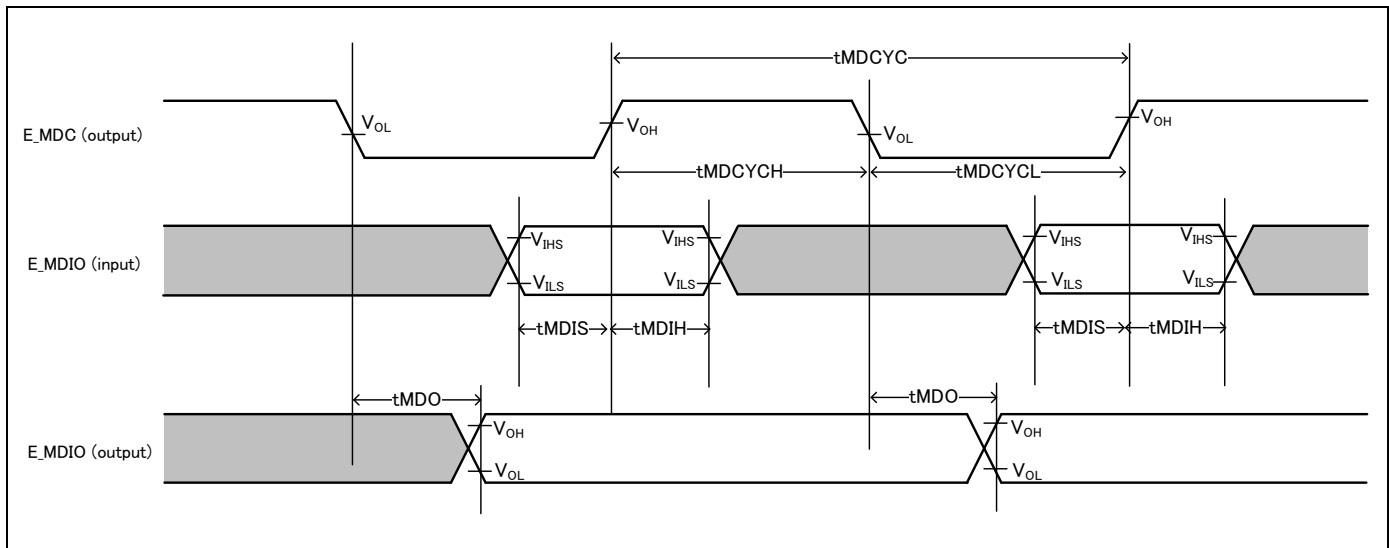 tMDCYC
E_MDC (output)
VOL
VOH
VOL
VOH
tMDCYCH
tMDCYCL
E_MDIO (input)
VIHS
VIHS
VIHS
VIHS
VILS
VILS
VILS
VILS
tMDIS
tMDIH
tMDIS
tMDIH
tMDO
tMDO
E_MDIO (output)
VOH
VOH
VOL
VOL